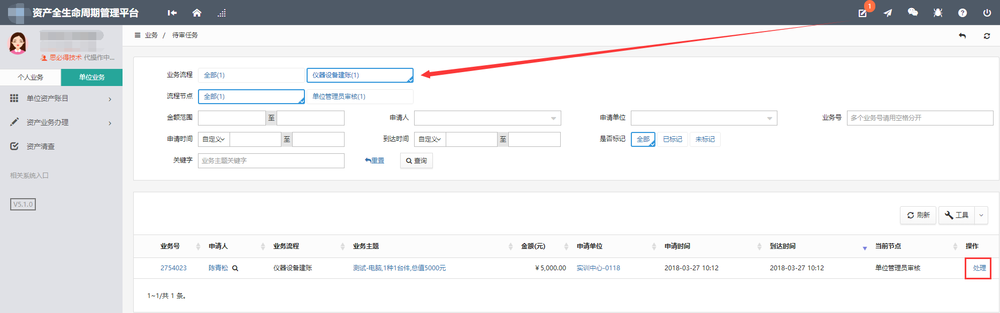 资产全生命周期管理平台
1
思必得技术 代操作中...
个人业务 单位业务
单位资产账目
资产业务办理
资产清查
相关系统入口
V5.1.0
业务 / 待审任务
业务流程 全部(1) 仪器设备建账(1)
流程节点 全部(1) 单位管理员审核(1)
金额范围 至 申请人 申请单位 业务号 多个业务号请用空格分开
申请时间 自定义 至 到达时间 自定义 至 是否标记 全部 已标记 未标记
关键字 业务主题关键字 重置 查询
刷新 工具
业务号 申请人 业务流程 业务主题 金额(元) 申请单位 申请时间 到达时间 当前节点 操作
2754023 陈青松 仪器设备建账 测试-电脑,1种1台件,总值5000元 ¥5,000.00 实训中心-0118 2018-03-27 10:12 2018-03-27 10:12 单位管理员审核 处理
1~1/共 1 条。